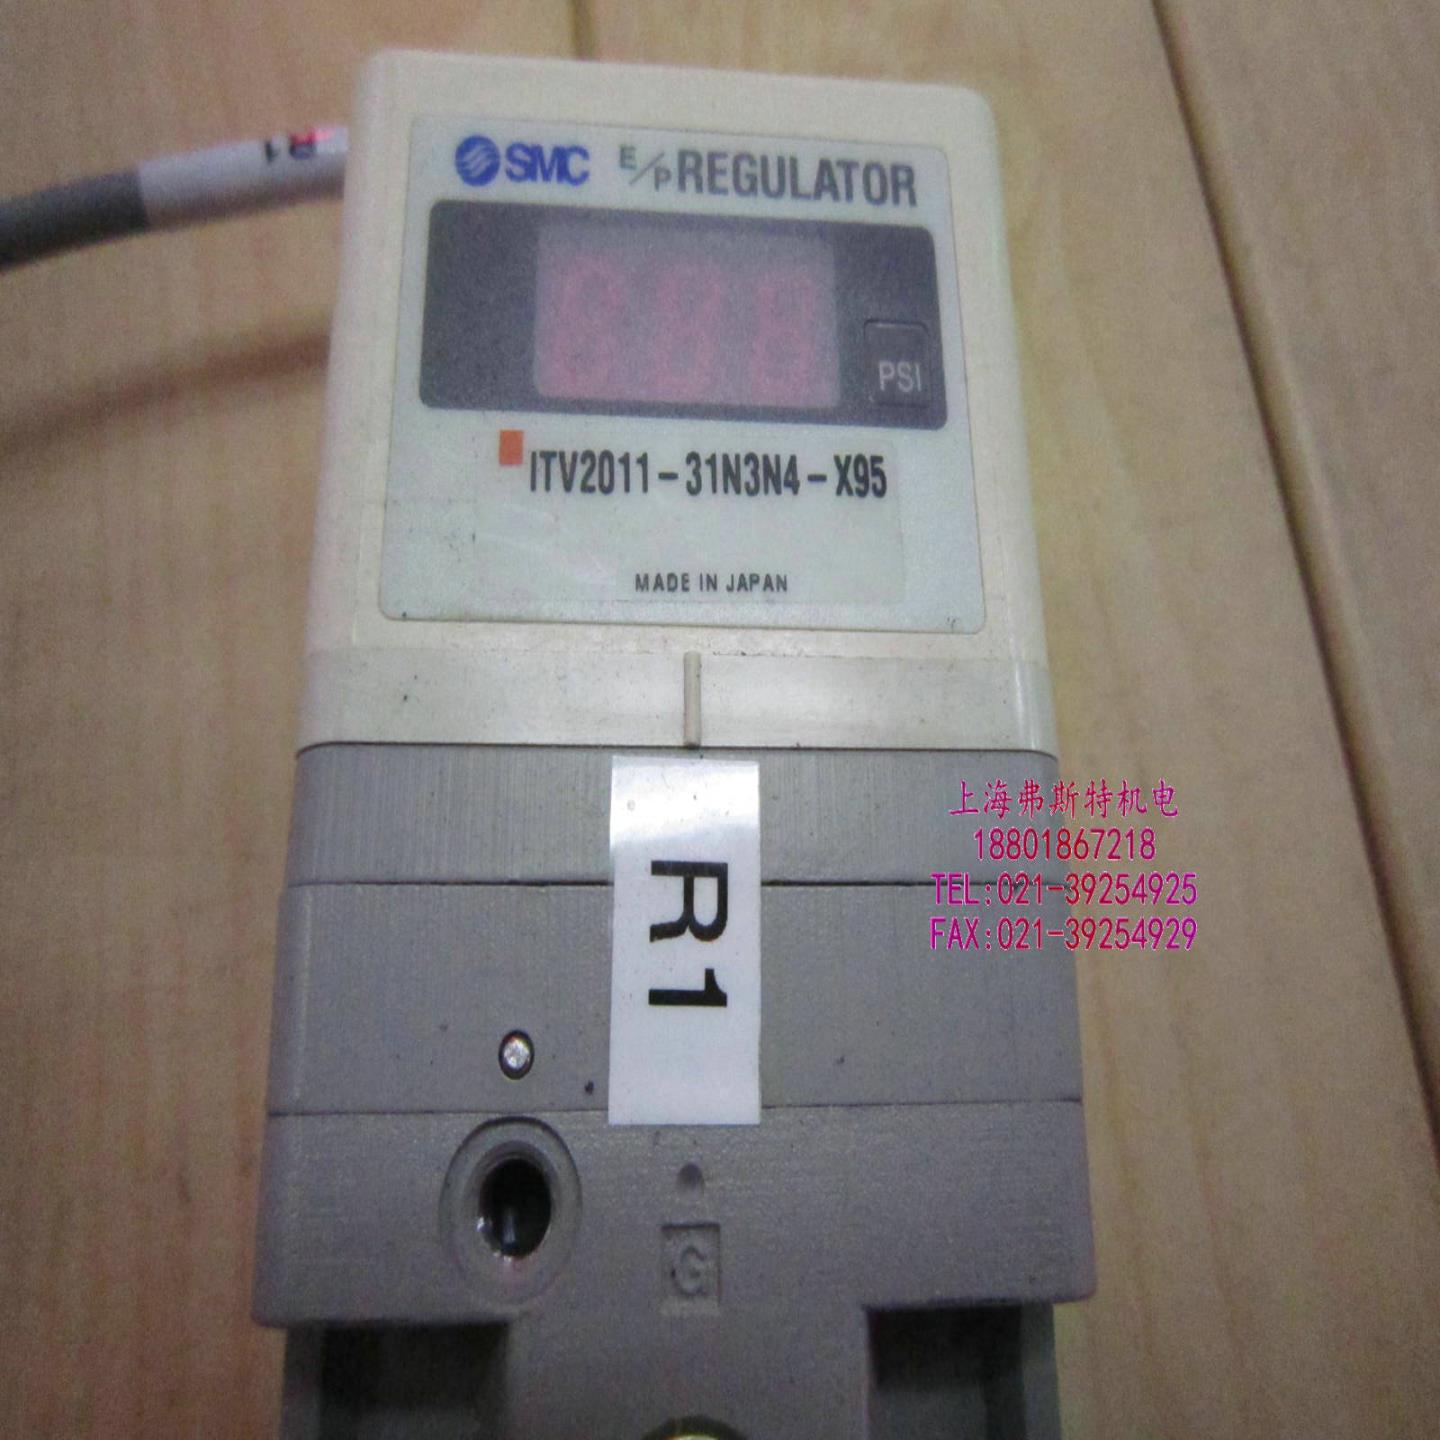 R1
SMC E/P REGULATOR
PSI
ITV2011-31N3N4-X95
MADE IN JAPAN
R1
上海弗斯特机电
18801867218
TEL:021-39254925
FAX:021-39254929
G